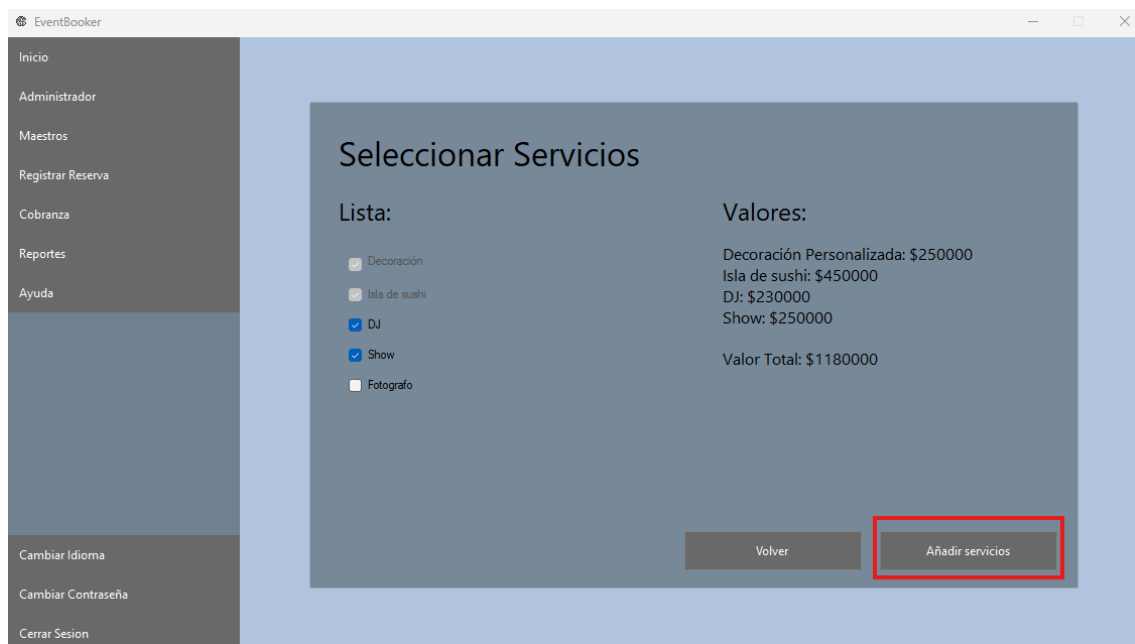 EventBooker
Inicio
Administrador
Maestros
Registrar Reserva
Cobranza
Reportes
Ayuda
Cambiar Idioma
Cambiar Contraseña
Cerrar Sesion
Seleccionar Servicios
Lista:
Decoración
Isla de sushi
DJ
Show
Fotografo
Valores:
Decoración Personalizada: $250000
Isla de sushi: $450000
DJ: $230000
Show: $250000
Valor Total: $1180000
Volver
Añadir servicios